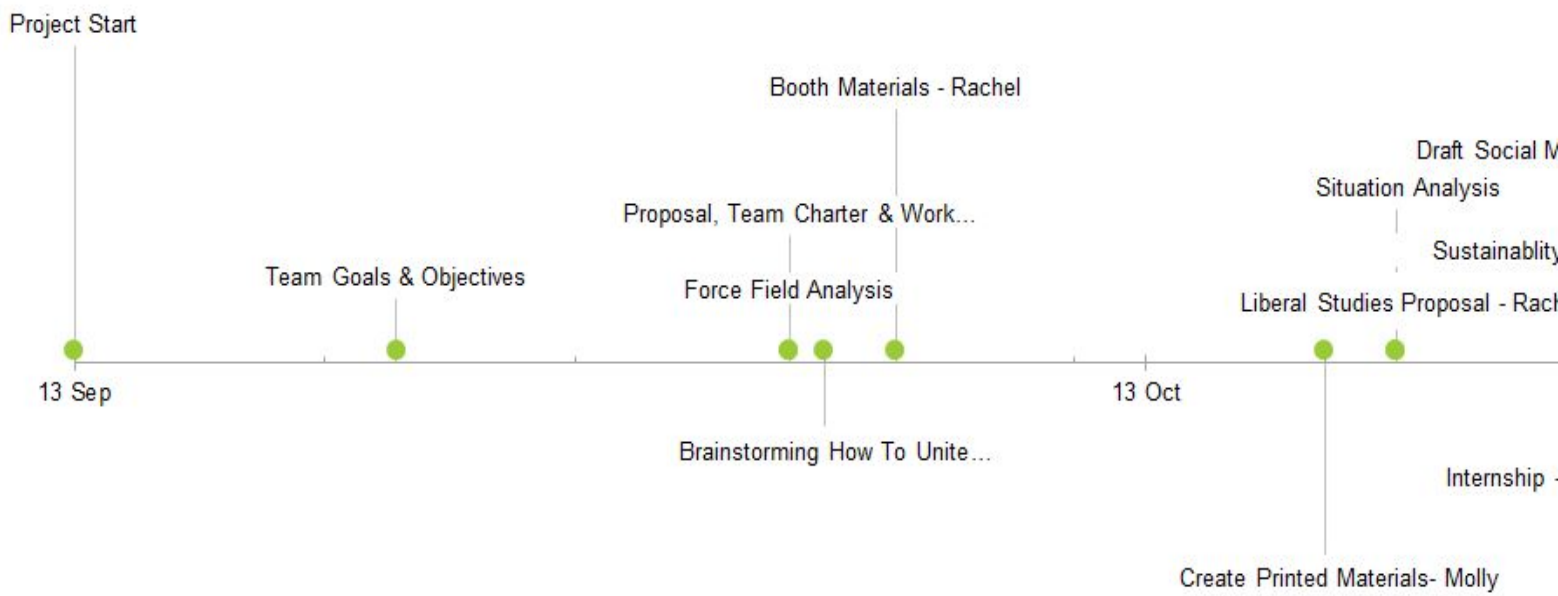 Project Start
Booth Materials - Rachel
Draft Social
Situation Analysis
Proposal, Team Charter & Work...
Sustainablity
Team Goals & Objectives
Force Field Analysis
Liberal Studies Proposal -
13 Sep
13 Oct
Brainstorming How To Unite...
Internship -
Create Printed Materials- Molly